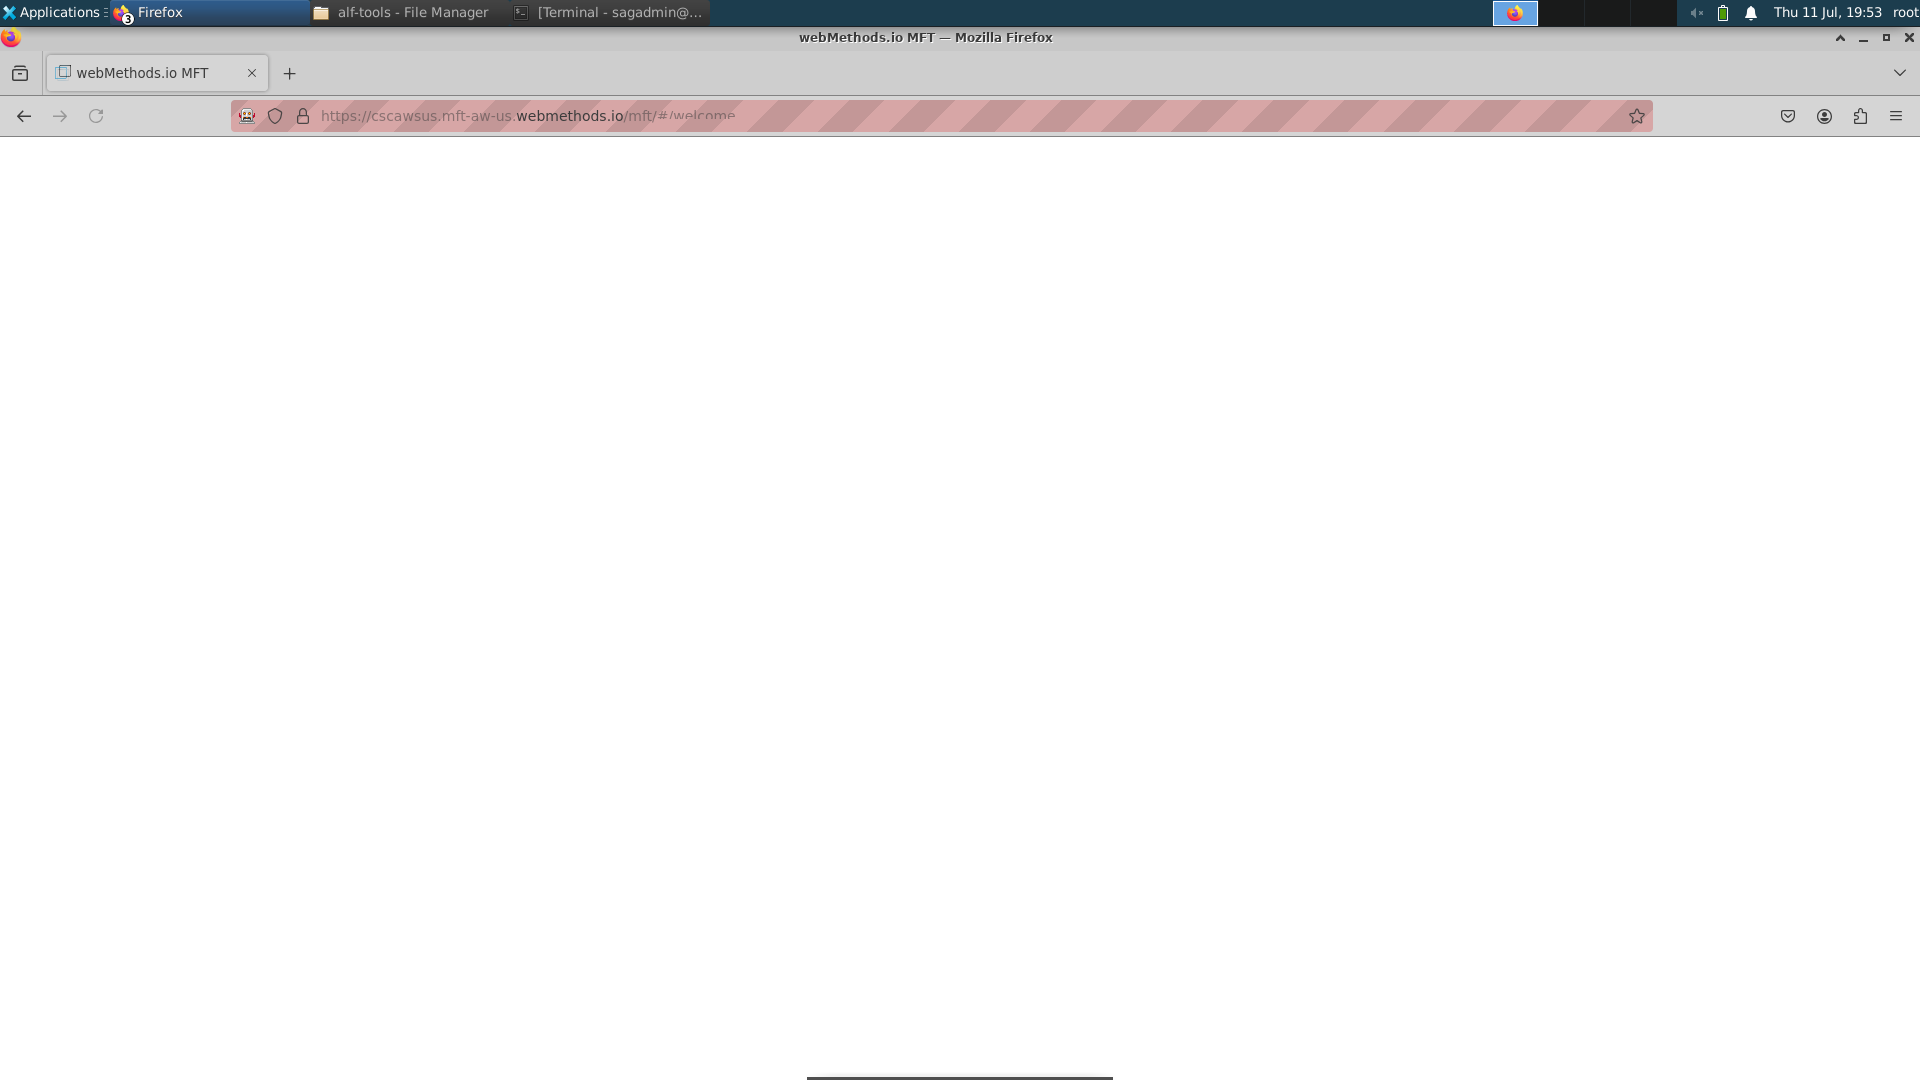 Applications
3
Firefox
alf-tools - File Manager
[Terminal - sagadmin@...
Thu 11 Jul, 19:53
root
webMethods.io MFT — Mozilla Firefox
webMethods.io MFT
https://cscawsus.mft-aw-us.webmethods.io/mft/#/welcome